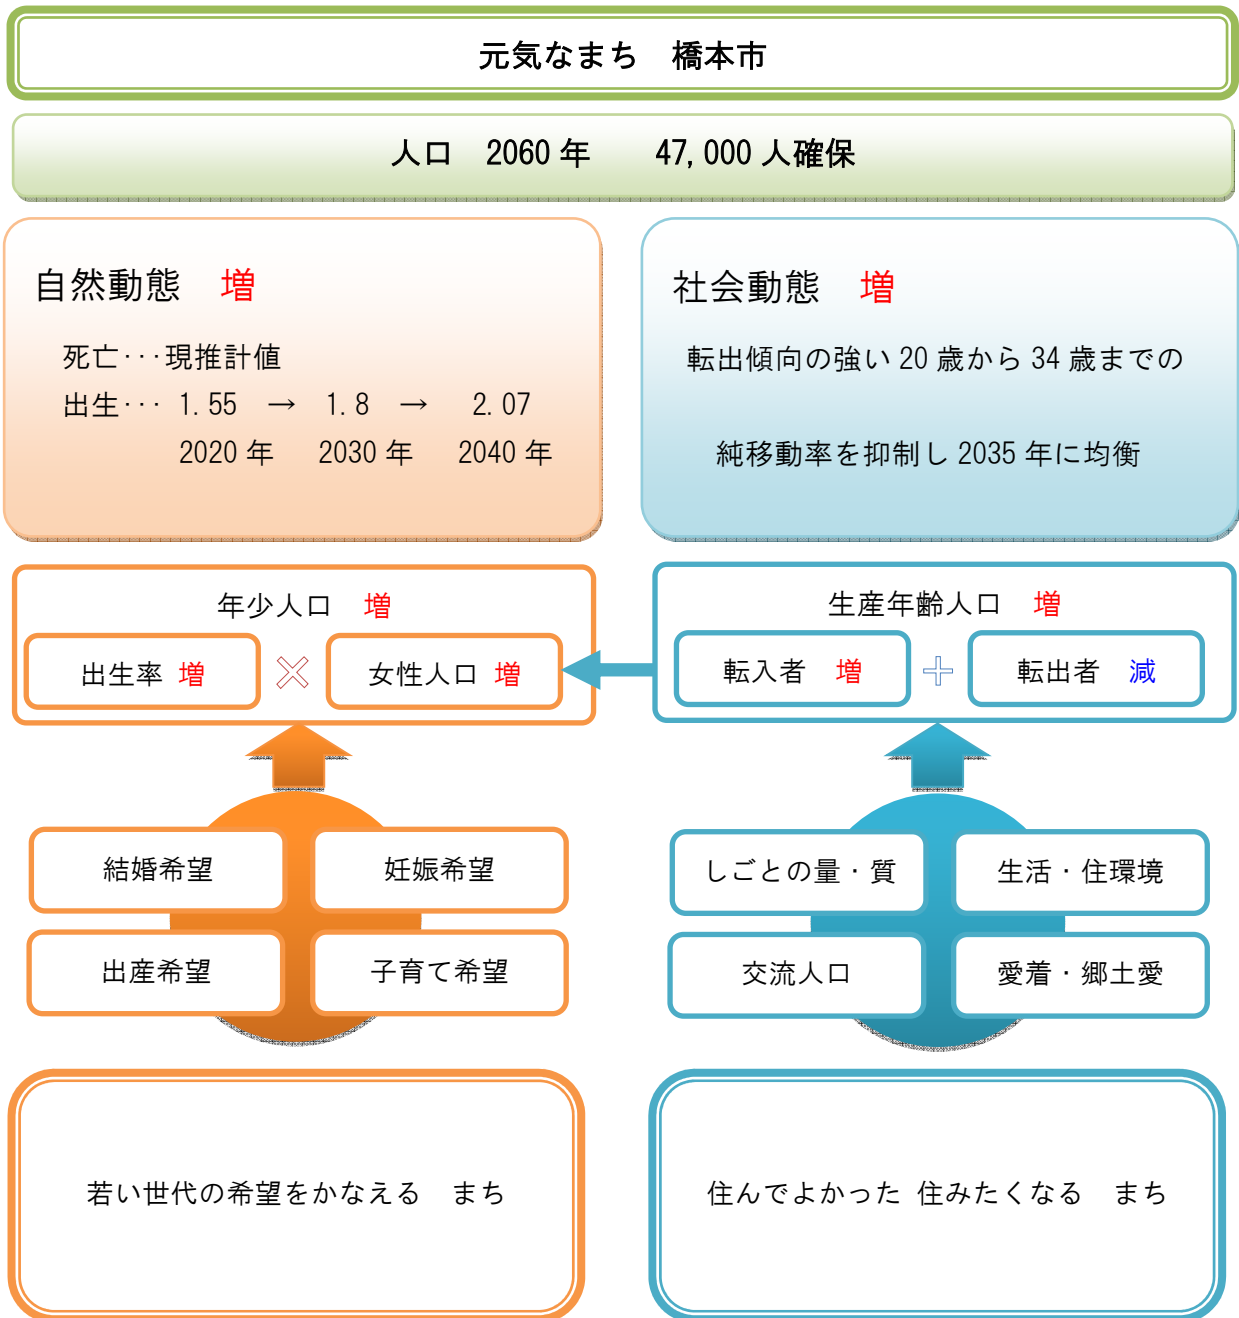 元気なまち　橋本市
人口　2060 年　　47,000 人確保
自然動態　増
死亡･･･現推計値
出生･･･ 1.55　→　1.8　→　2.07
2020 年　2030 年　2040 年
社会動態　増
転出傾向の強い 20 歳から 34 歳までの
純移動率を抑制し 2035 年に均衡
年少人口　増
出生率 増
女性人口 増
生産年齢人口　増
転入者　増
転出者　減
結婚希望
妊娠希望
出産希望
子育て希望
しごとの量・質
生活・住環境
交流人口
愛着・郷土愛
若い世代の希望をかなえる　まち
住んでよかった 住みたくなる　まち